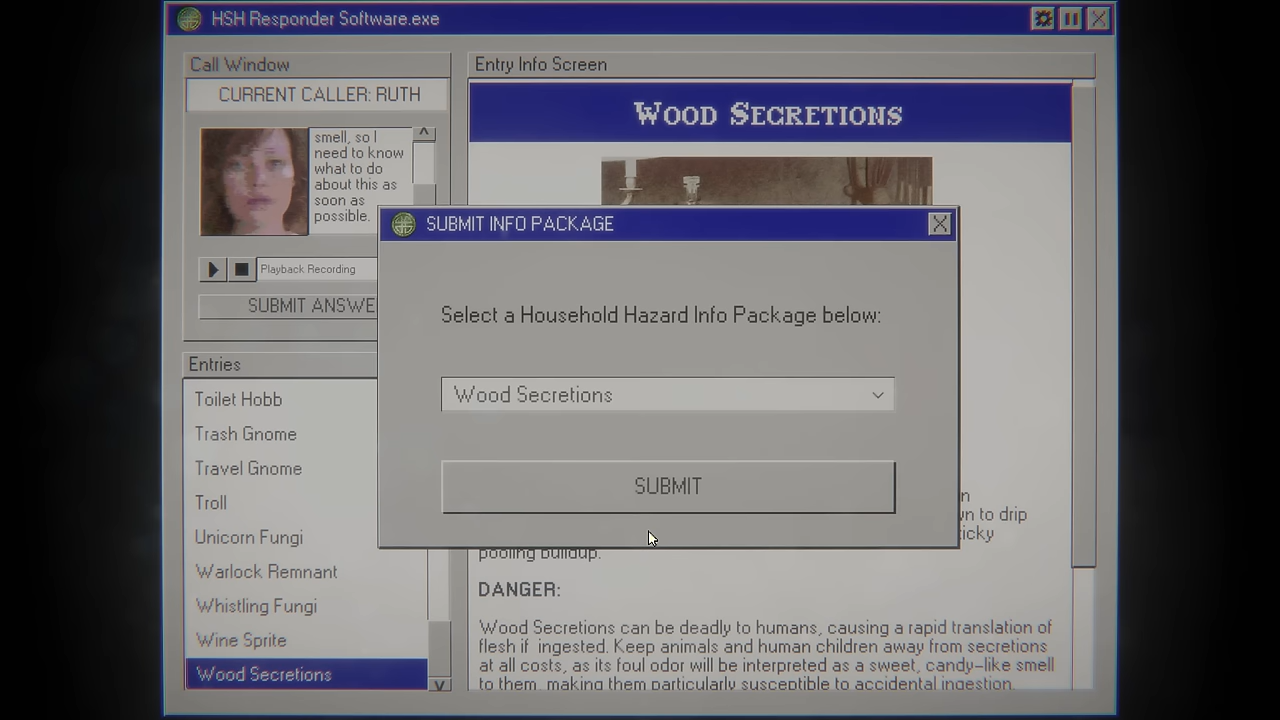 HSH Responder Software.exe
Call Window
CURRENT CALLER: RUTH
smell, so I
need to know
what to do
about this as
soon as
possible.
Playback Recording
SUBMIT ANSWE
Entries
Toilet Hobb
Trash Gnome
Travel Gnome
Troll
Unicorn Fungi
Warlock Remnant
Whistling Fungi
Wine Sprite
Wood Secretions
Entry Info Screen
Wood Secretions
SUBMIT INFO PACKAGE
Select a Household Hazard Info Package below:
Wood Secretions
SUBMIT
to drip
pooling buildup.
DANGER:
Wood Secretions can be deadly to humans, causing a rapid translation of
flesh if ingested. Keep animals and human children away from secretions
at all costs, as its foul odor will be interpreted as a sweet, candy-like smell
to them, making them particularly susceptible to accidental ingestion.